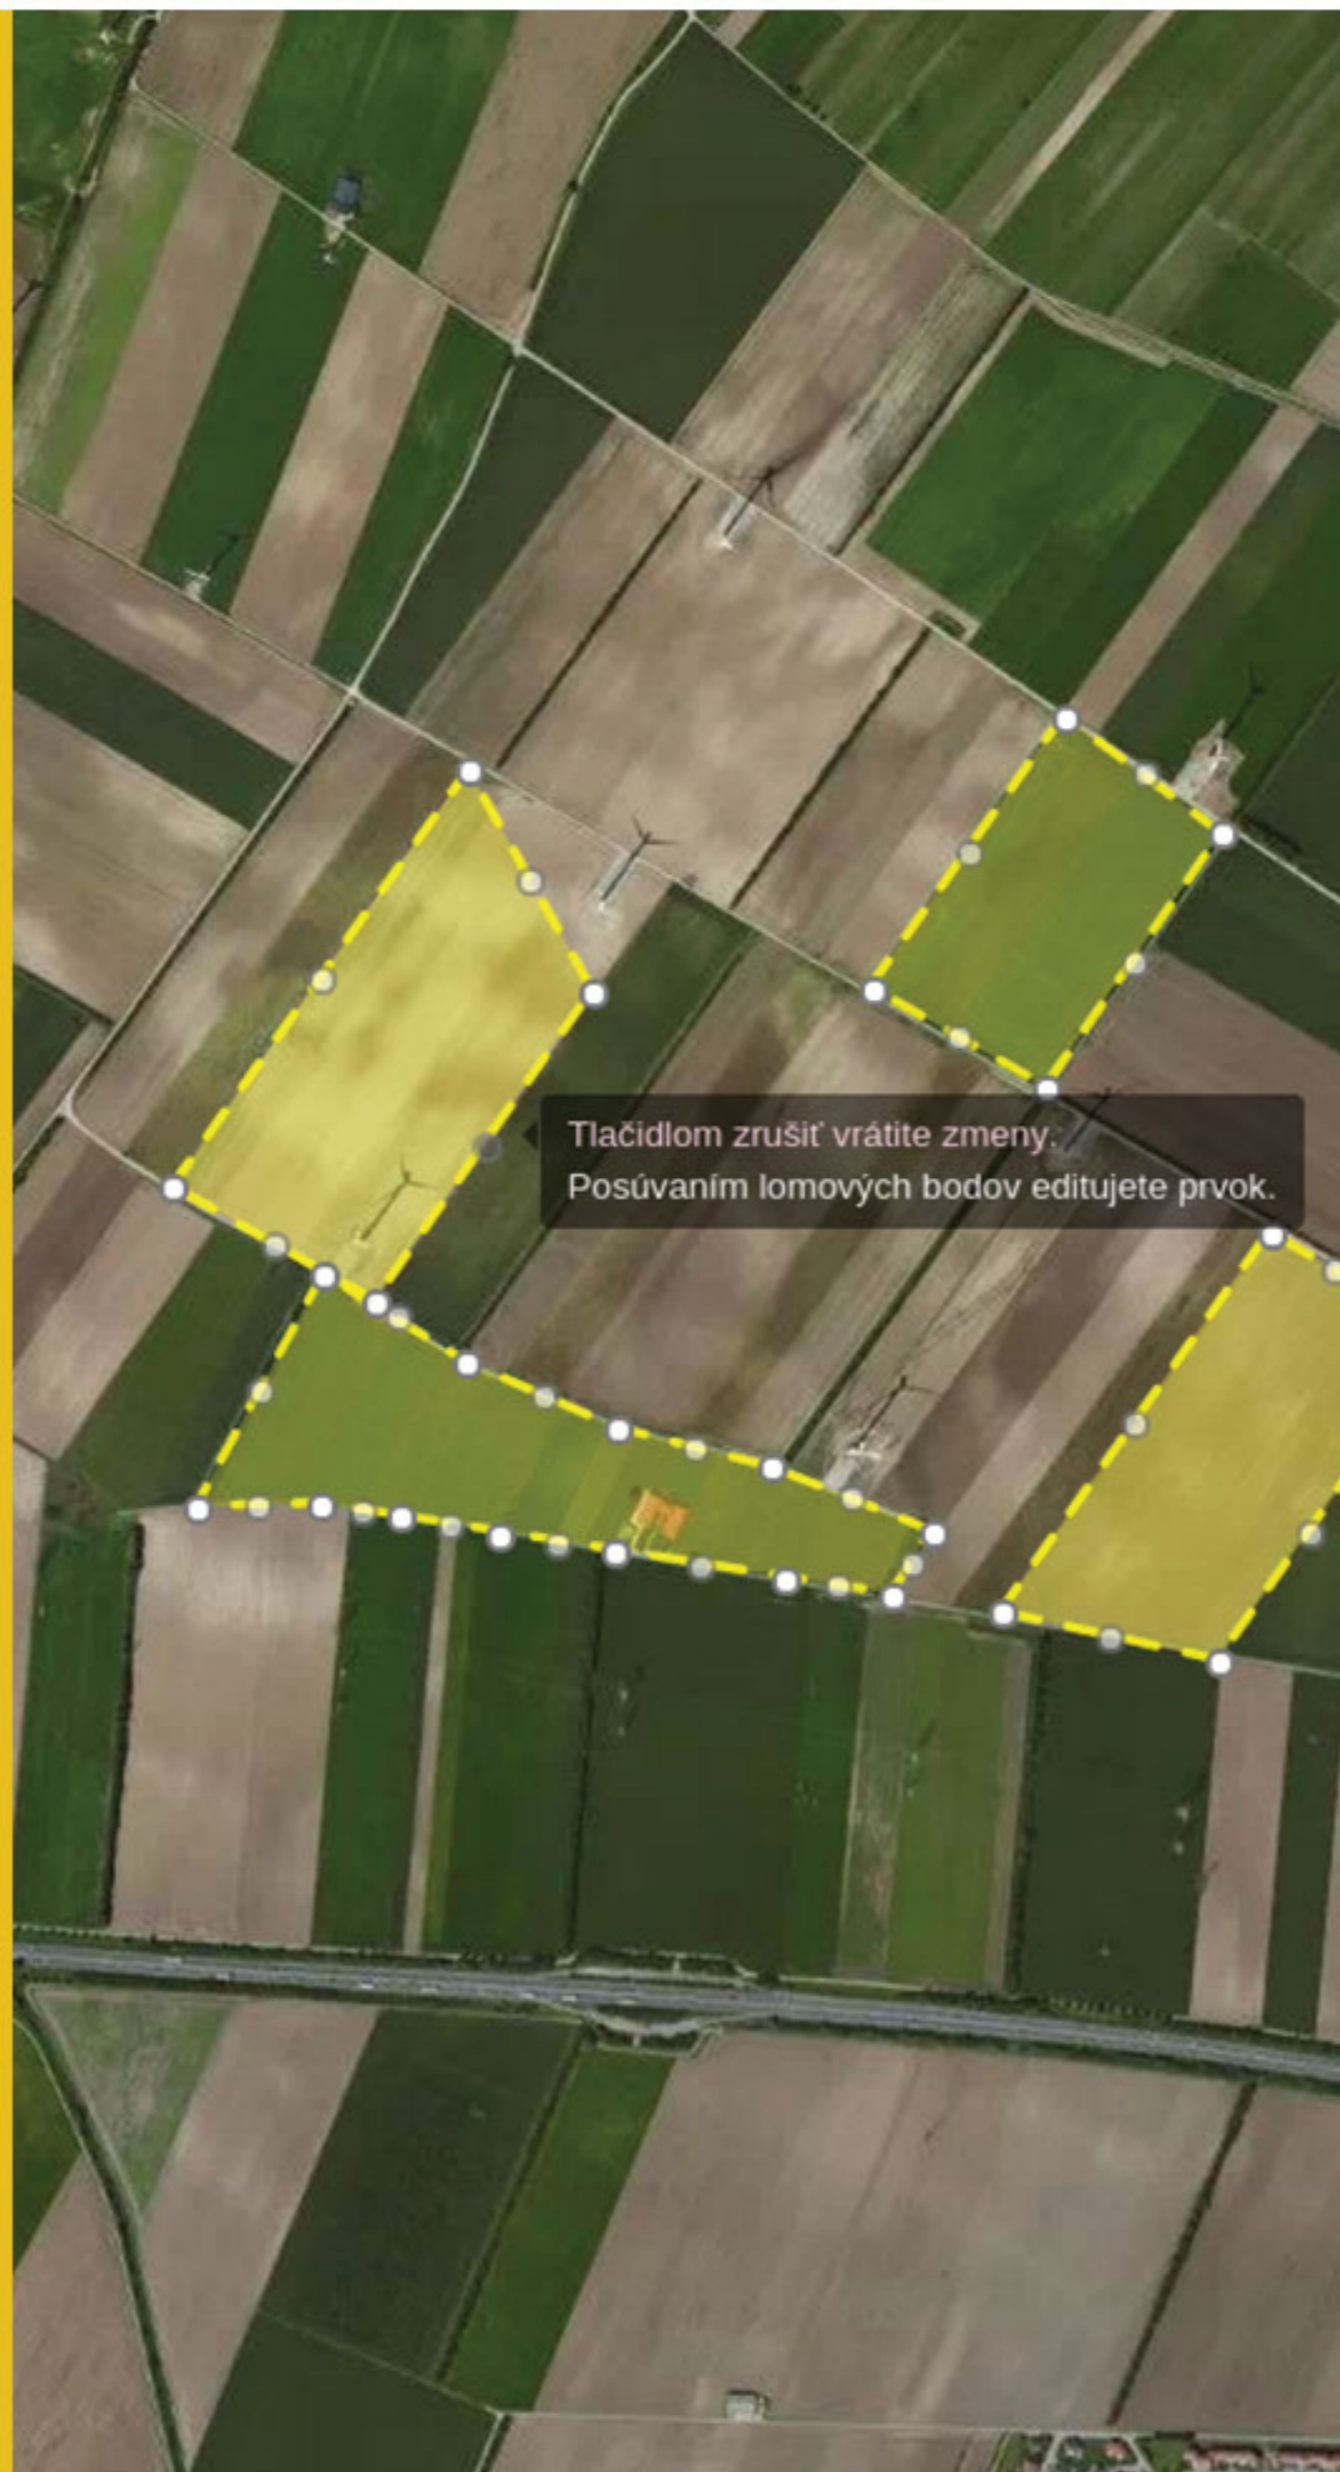 Tlačidlom zrušiť vrátite zmeny.
Posúvaním lomových bodov editujete prvok.